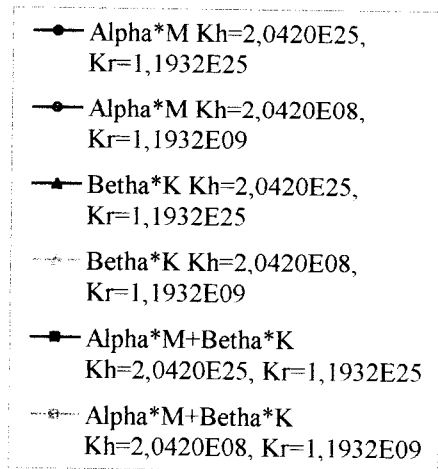 Alpha*M Kh=2,0420E25,
Kr=1,1932E25
Alpha*M Kh=2,0420E08,
Kr=1,1932E09
Betha*K Kh=2,0420E25,
Kr=1,1932E25
Betha*K Kh=2,0420E08,
Kr=1,1932E09
Alpha*M+Betha*K
Kh=2,0420E25, Kr=1,1932E25
Alpha*M+Betha*K
Kh=2,0420E08, Kr=1,1932E09